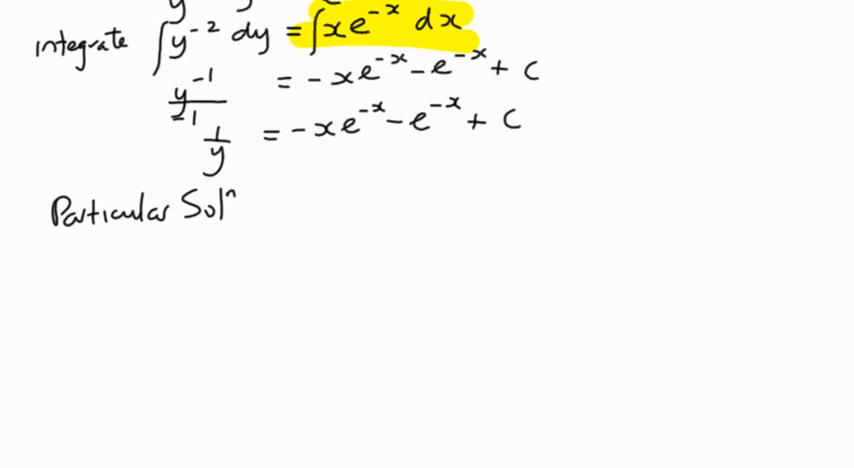 integrate ∫y⁻² dy = ∫xe⁻ˣ dx
y⁻¹/-1 = -xe⁻ˣ - e⁻ˣ + c
1/y = -xe⁻ˣ - e⁻ˣ + c
Particular Solⁿ